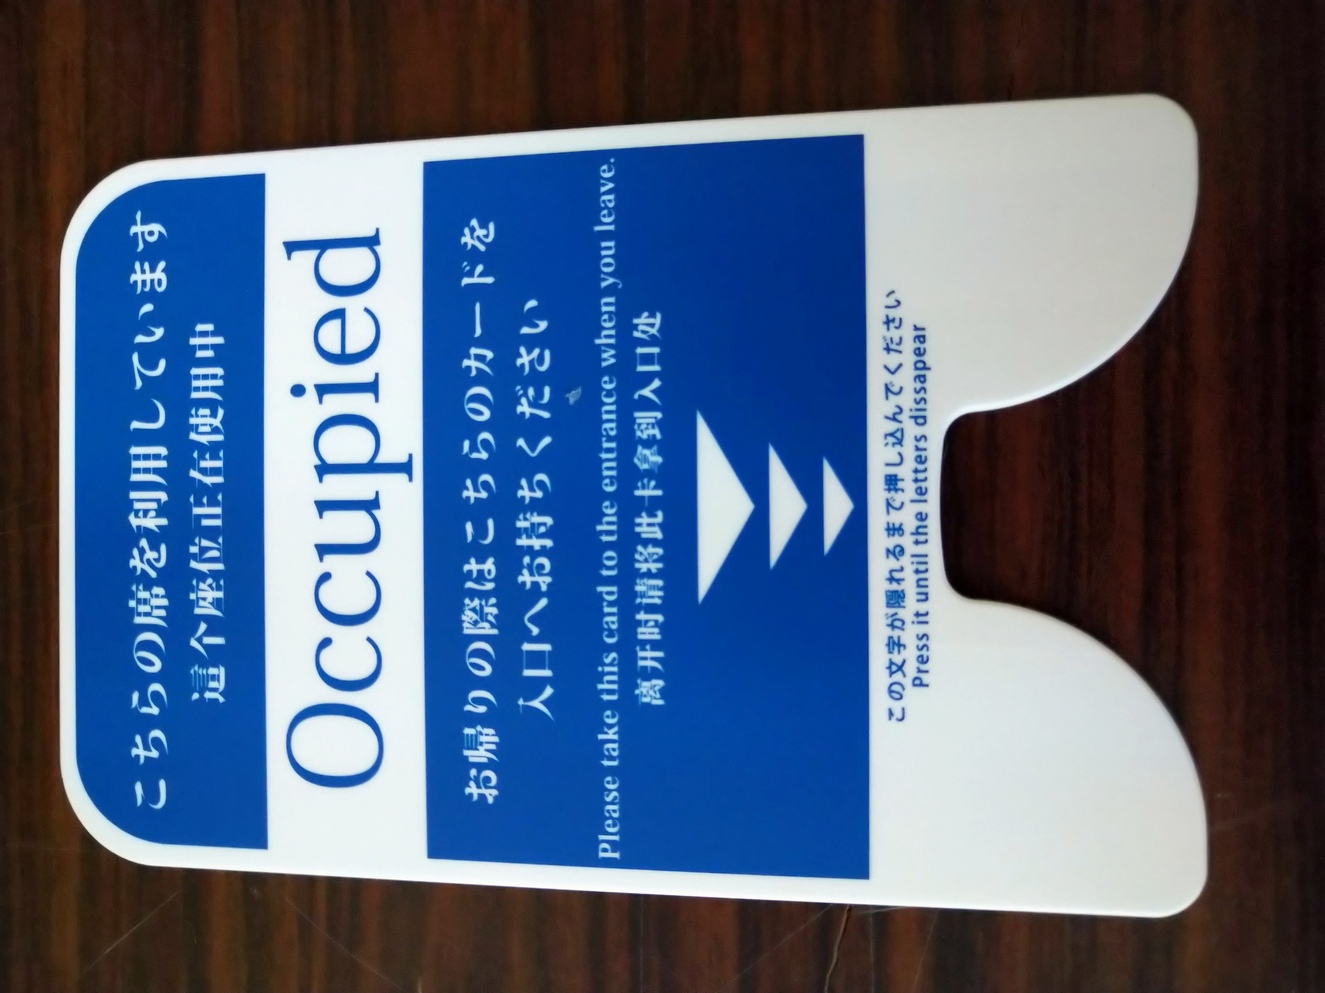 こちらの席を利用しています
這个座位正在使用中
Occupied
お帰りの際はこちらのカードを
入口へお持ちください
Please take this card to the entrance when you leave.
离开时请将此卡拿到入口处
この文字が隠れるまで押し込んでください
Press it until the letters dissapear